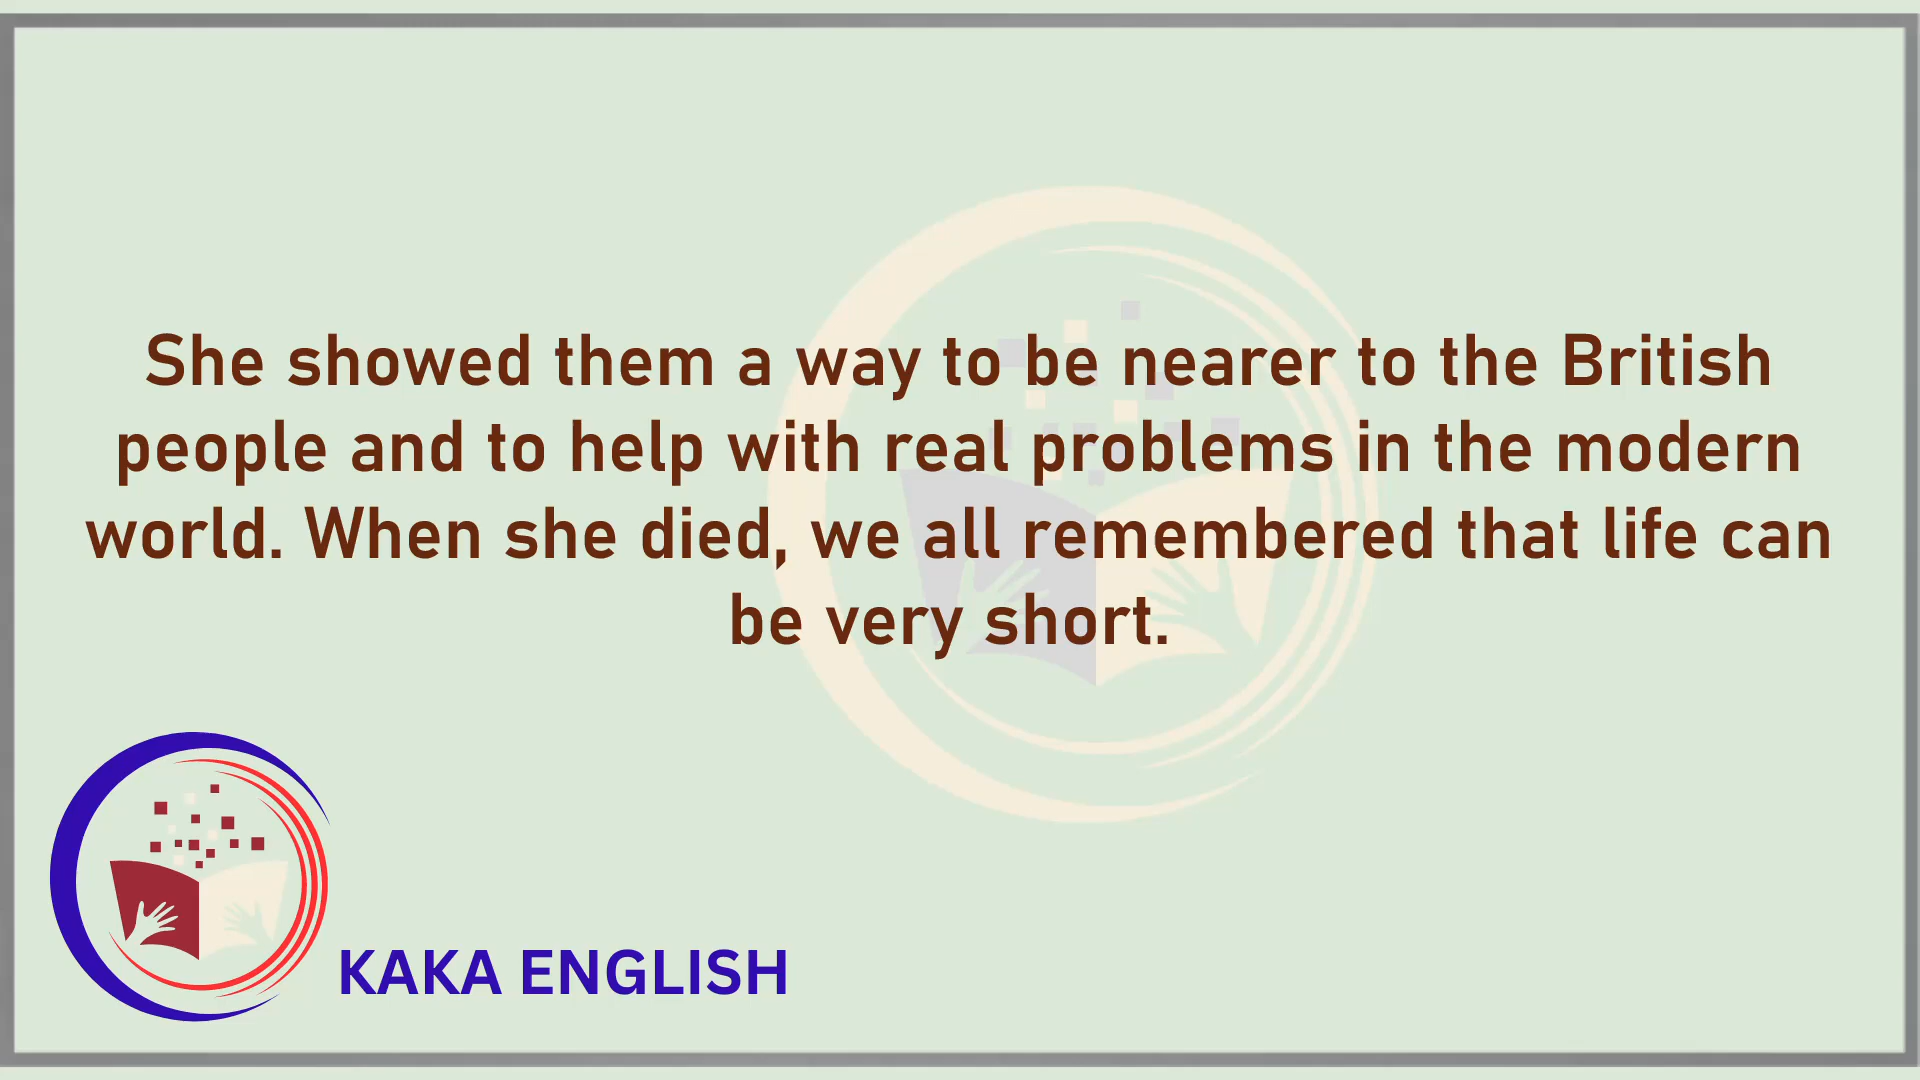 She showed them a way to be nearer to the British
people and to help with real problems in the modern
world. When she died, we all remembered that life can
be very short.
KAKA ENGLISH